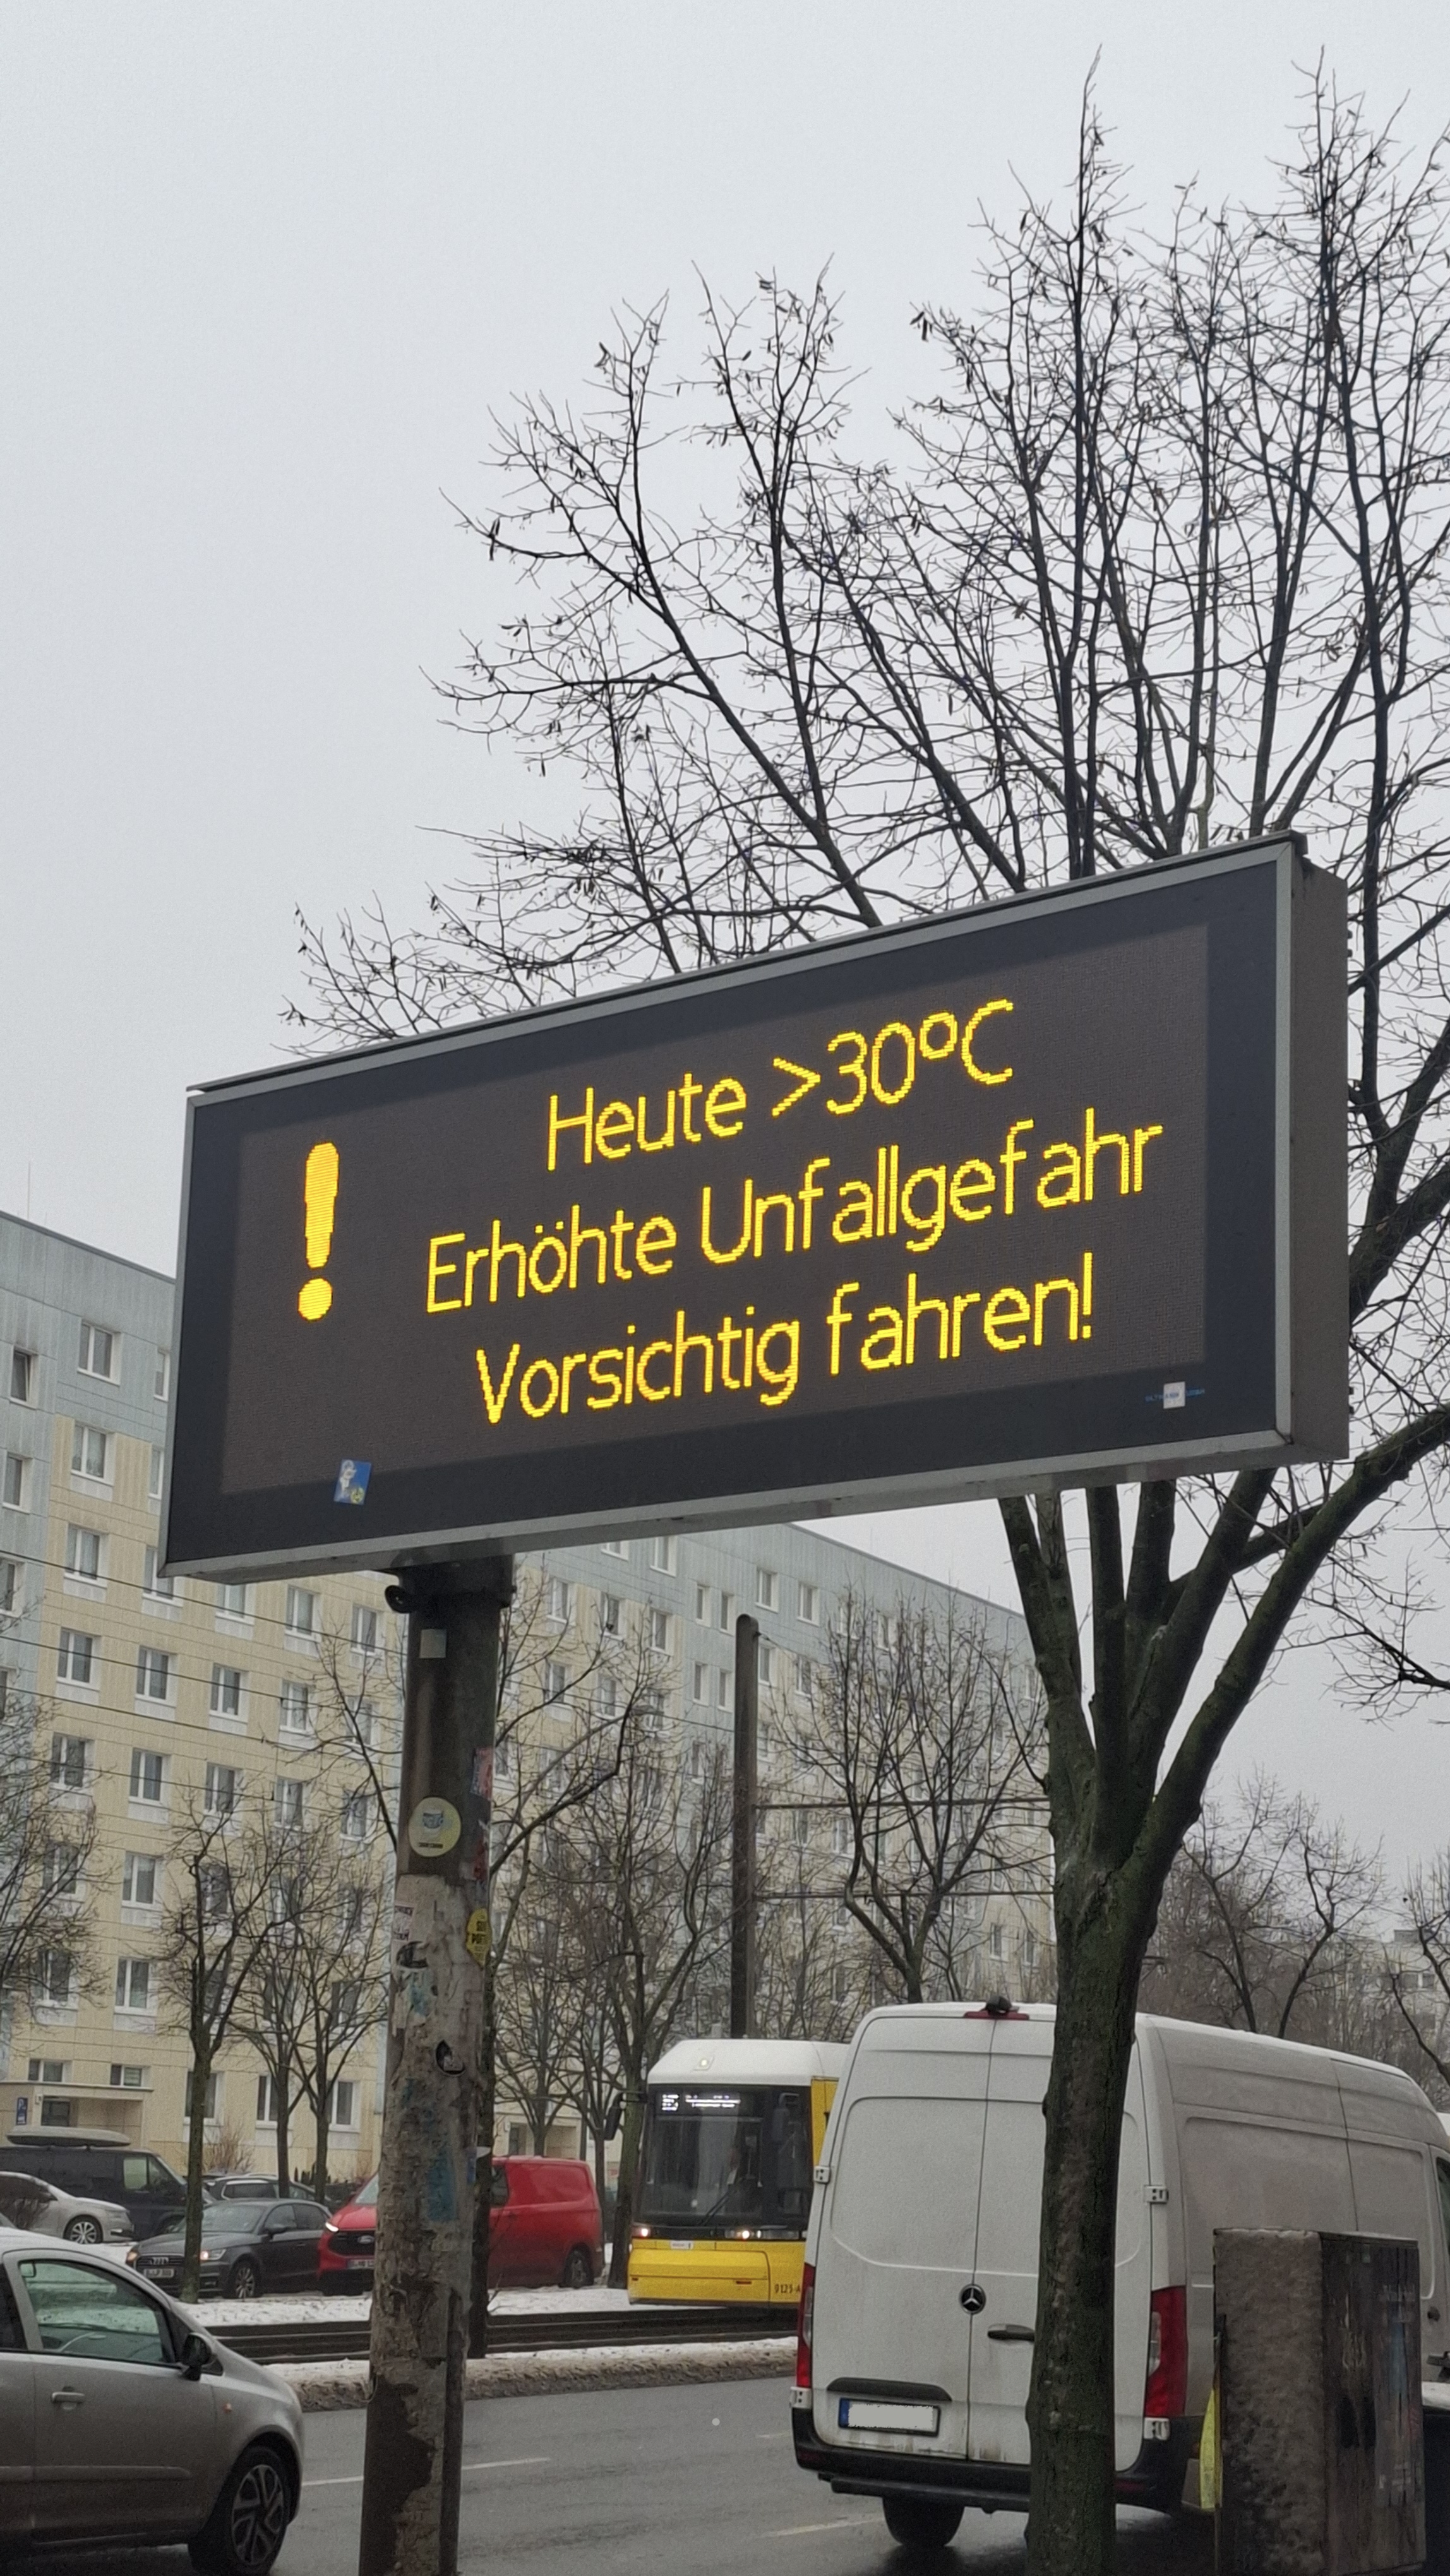 Heute >30°C
Erhöhte Unfallgefahr
Vorsichtig fahren!